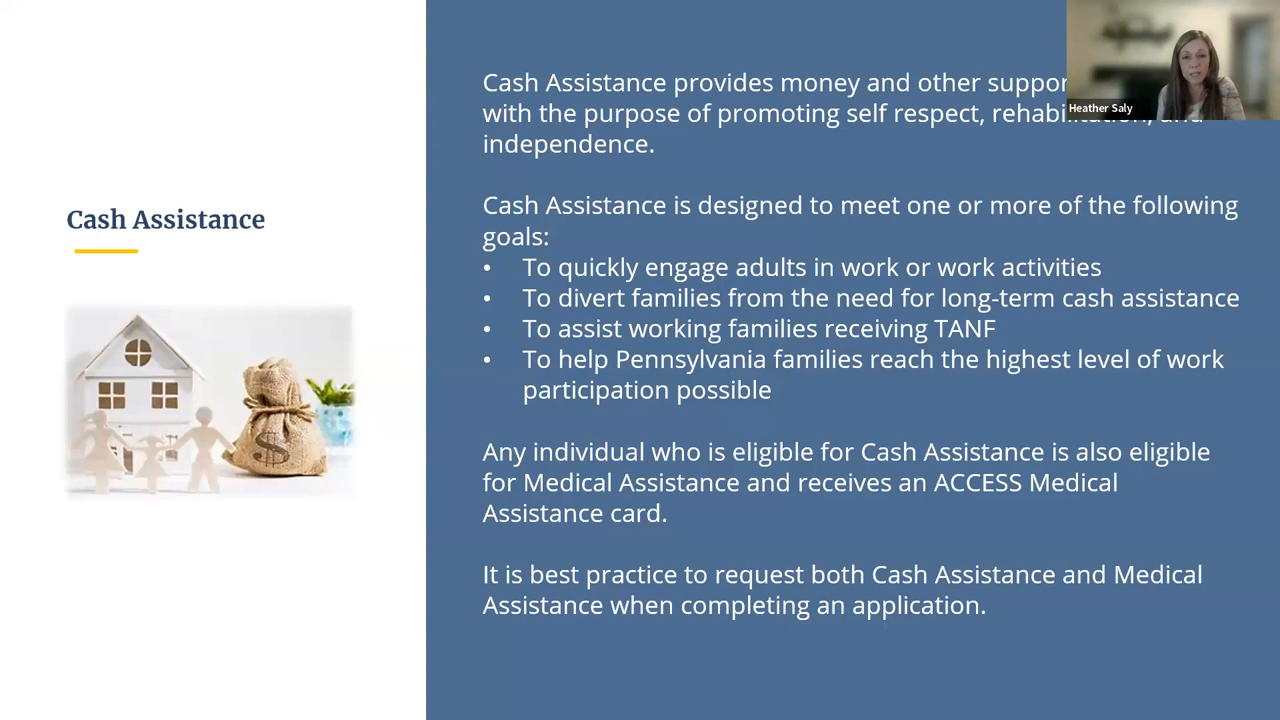 Cash Assistance
Cash Assistance provides money and other
with the purpose of promoting self respect,
independence.
Cash Assistance is designed to meet one or more of the following
goals:
• To quickly engage adults in work or work activities
• To divert families from the need for long-term cash assistance
• To assist working families receiving TANF
• To help Pennsylvania families reach the highest level of work
participation possible
Any individual who is eligible for Cash Assistance is also eligible
for Medical Assistance and receives an ACCESS Medical
Assistance card.
It is best practice to request both Cash Assistance and Medical
Assistance when completing an application.
Heather Saly
$